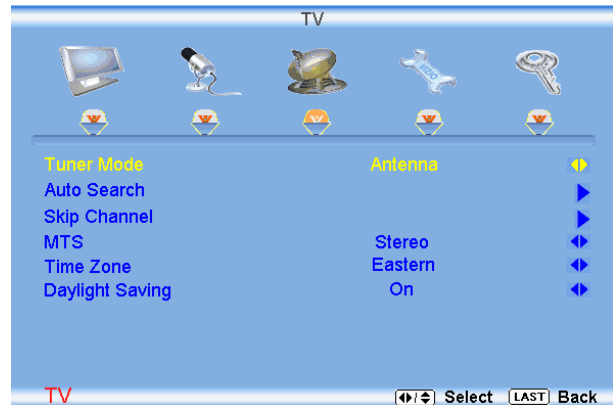 TV
VIZIO
Tuner Mode Antenna
Auto Search
Skip Channel
MTS Stereo
Time Zone Eastern
Daylight Saving On
TV Select LAST Back